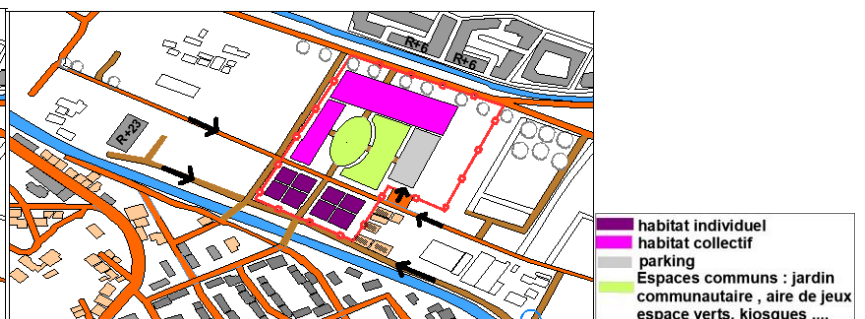 R+6
R+6
R+23
habitat individuel
habitat collectif
parking
Espaces communs : jardin
communautaire , aire de jeux
espace verts, kiosques ....